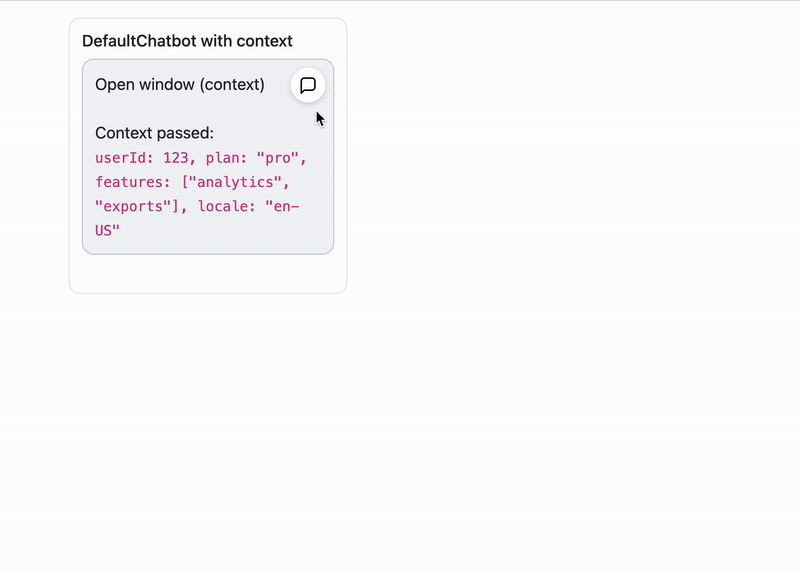 DefaultChatbot with context
Open window (context)
Context passed:
userId: 123, plan: "pro",
features: ["analytics",
"exports"], locale: "en-
US"